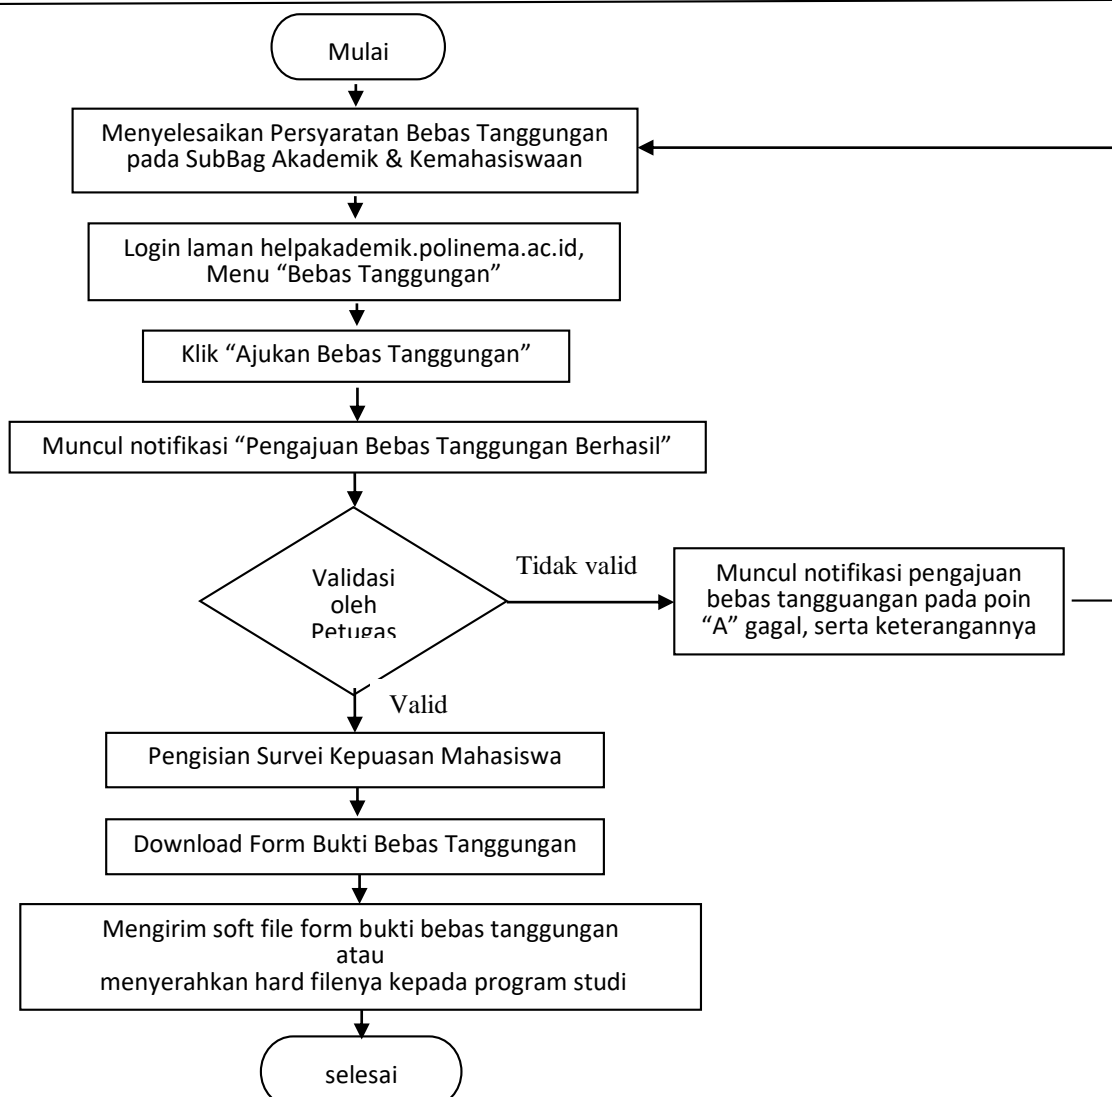 Mulai
Menyelesaikan Persyaratan Bebas Tanggungan
pada SubBag Akademik & Kemahasiswaan
Login laman helpakademik.polinema.ac.id,
Menu “Bebas Tanggungan”
Klik “Ajukan Bebas Tanggungan”
Muncul notifikasi “Pengajuan Bebas Tanggungan Berhasil”
Validasi
oleh
Petugas
Tidak valid
Muncul notifikasi pengajuan
bebas tangguangan pada poin
“A” gagal, serta keterangannya
Valid
Pengisian Survei Kepuasan Mahasiswa
Download Form Bukti Bebas Tanggungan
Mengirim soft file form bukti bebas tanggungan
atau
menyerahkan hard filenya kepada program studi
selesai